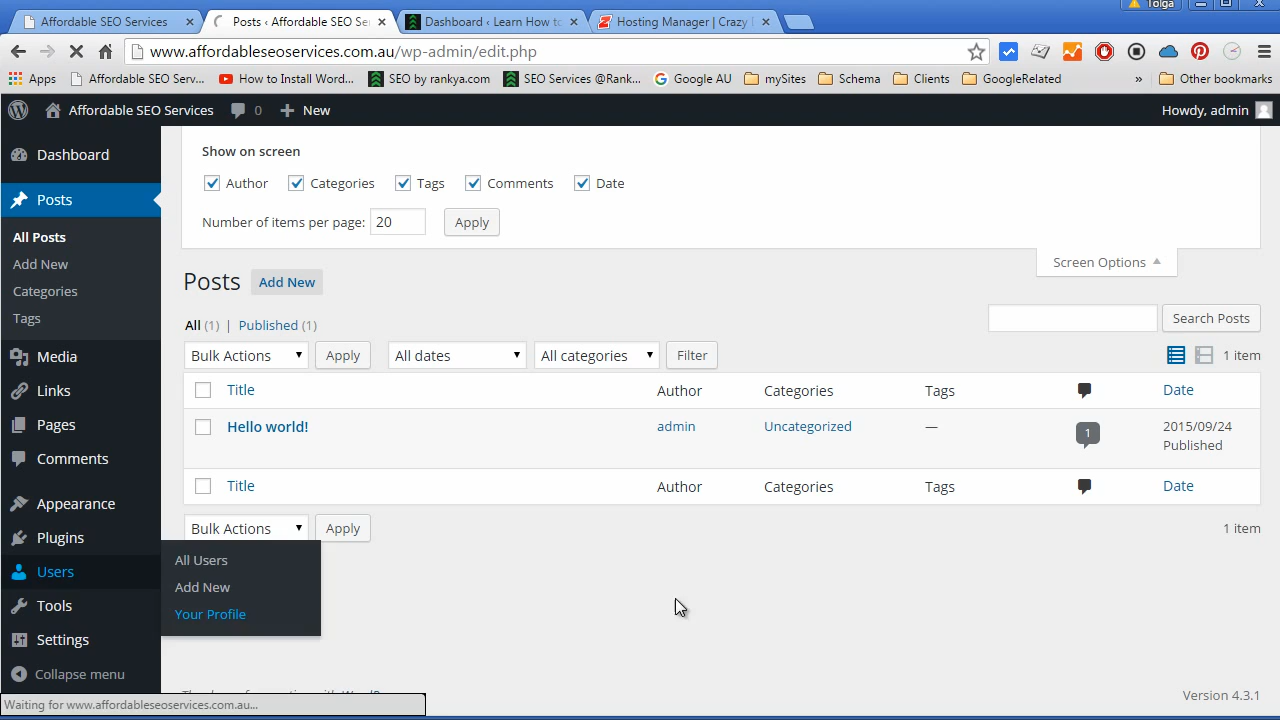 Tolga
Affordable SEO Services
Posts ‹ Affordable SEO Se
Dashboard ‹ Learn How to
Hosting Manager | Crazy
www.affordableseoservices.com.au/wp-admin/edit.php
Apps
Affordable SEO Serv...
How to Install Word...
SEO by rankya.com
SEO Services @Rank...
Google AU
mySites
Schema
Clients
GoogleRelated
»
Other bookmarks
Affordable SEO Services
0
New
Howdy, admin
Dashboard
Posts
All Posts
Add New
Categories
Tags
Media
Links
Pages
Comments
Appearance
Plugins
Users
Tools
Settings
Collapse menu
All Users
Add New
Your Profile
Show on screen
Author Categories Tags Comments Date
Number of items per page: 20 Apply
Screen Options
Posts Add New
All (1) | Published (1)
Search Posts
Bulk Actions Apply All dates All categories Filter 1 item
Title Author Categories Tags Date
Hello world! admin Uncategorized — 1 2015/09/24
Published
Title Author Categories Tags Date
Bulk Actions Apply 1 item
Version 4.3.1
Waiting for www.affordableseoservices.com.au...